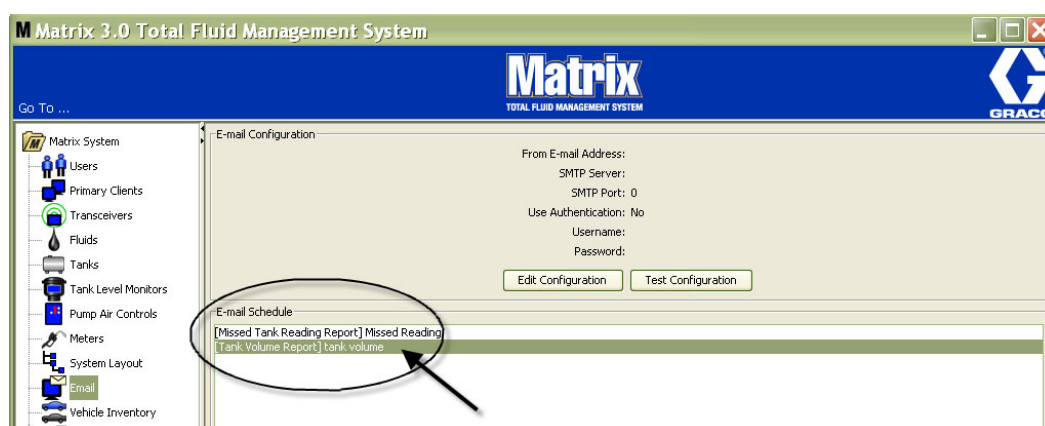 Matrix 3.0 Total Fluid Management System
Matrix
TOTAL FLUID MANAGEMENT SYSTEM
Go To ...
GRACO
Matrix System
Users
Primary Clients
Transceivers
Fluids
Tanks
Tank Level Monitors
Pump Air Controls
Meters
System Layout
Email
Vehicle Inventory
E-mail Configuration
From E-mail Address:
SMTP Server:
SMTP Port: 0
Use Authentication: No
Username:
Password:
Edit Configuration Test Configuration
E-mail Schedule
[Missed Tank Reading Report] Missed Reading
[Tank Volume Report] tank volume